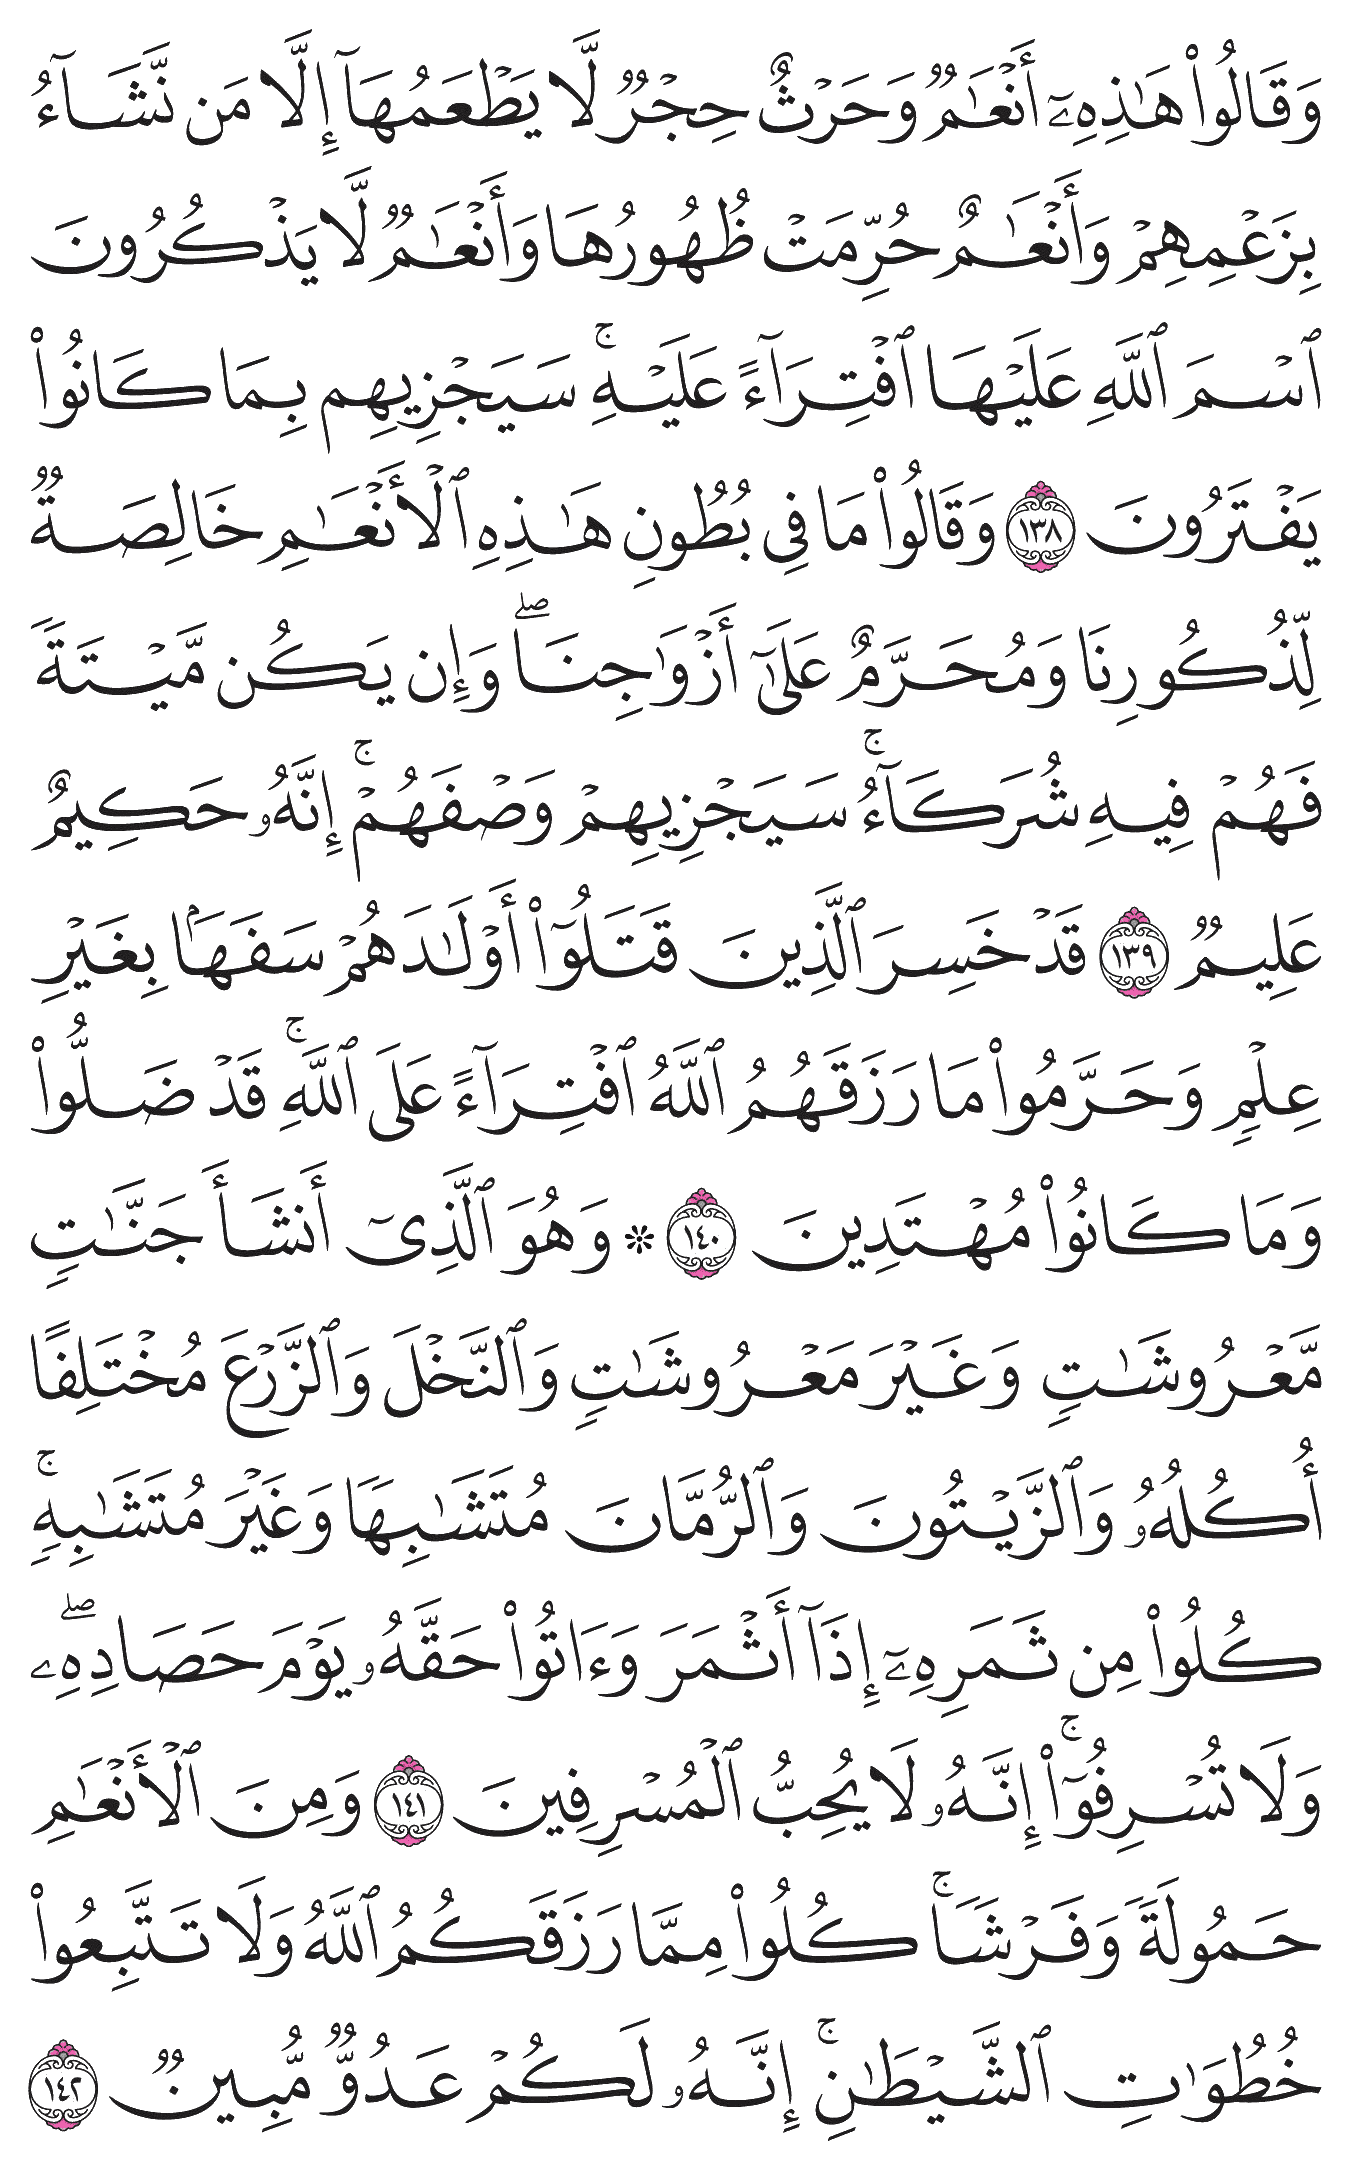 وَقَالُوا۟ هَـٰذِهِۦٓ أَنْعَـٰمٌ وَحَرْثٌ حِجْرٌ لَّا يَطْعَمُهَآ إِلَّا مَن نَّشَآءُ
بِزَعْمِهِمْ وَأَنْعَـٰمٌ حُرِّمَتْ ظُهُورُهَا وَأَنْعَـٰمٌ لَّا يَذْكُرُونَ
ٱسْمَ ٱللَّهِ عَلَيْهَا ٱفْتِرَآءً عَلَيْهِ ۚ سَيَجْزِيهِم بِمَا كَانُوا۟
يَفْتَرُونَ ١٣٨ وَقَالُوا۟ مَا فِى بُطُونِ هَـٰذِهِ ٱلْأَنْعَـٰمِ خَالِصَةٌ
لِّذُكُورِنَا وَمُحَرَّمٌ عَلَىٰٓ أَزْوَٰجِنَا ۖ وَإِن يَكُن مَّيْتَةً
فَهُمْ فِيهِ شُرَكَآءُ ۚ سَيَجْزِيهِمْ وَصْفَهُمْ ۚ إِنَّهُۥ حَكِيمٌ
عَلِيمٌ ١٣٩ قَدْ خَسِرَ ٱلَّذِينَ قَتَلُوٓا۟ أَوْلَـٰدَهُمْ سَفَهًۢا بِغَيْرِ
عِلْمٍ وَحَرَّمُوا۟ مَا رَزَقَهُمُ ٱللَّهُ ٱفْتِرَآءً عَلَى ٱللَّهِ ۚ قَدْ ضَلُّوا۟
وَمَا كَانُوا۟ مُهْتَدِينَ ١٤٠ ۞ وَهُوَ ٱلَّذِىٓ أَنشَأَ جَنَّـٰتٍ
مَّعْرُوشَـٰتٍ وَغَيْرَ مَعْرُوشَـٰتٍ وَٱلنَّخْلَ وَٱلزَّرْعَ مُخْتَلِفًا
أُكُلُهُۥ وَٱلزَّيْتُونَ وَٱلرُّمَّانَ مُتَشَـٰبِهًا وَغَيْرَ مُتَشَـٰبِهٍ ۚ
كُلُوا۟ مِن ثَمَرِهِۦٓ إِذَآ أَثْمَرَ وَءَاتُوا۟ حَقَّهُۥ يَوْمَ حَصَادِهِۦ ۖ
وَلَا تُسْرِفُوٓا۟ ۚ إِنَّهُۥ لَا يُحِبُّ ٱلْمُسْرِفِينَ ١٤١ وَمِنَ ٱلْأَنْعَـٰمِ
حَمُولَةً وَفَرْشًا ۚ كُلُوا۟ مِمَّا رَزَقَكُمُ ٱللَّهُ وَلَا تَتَّبِعُوا۟
خُطُوَٰتِ ٱلشَّيْطَـٰنِ ۚ إِنَّهُۥ لَكُمْ عَدُوٌّ مُّبِينٌ ١٤٢